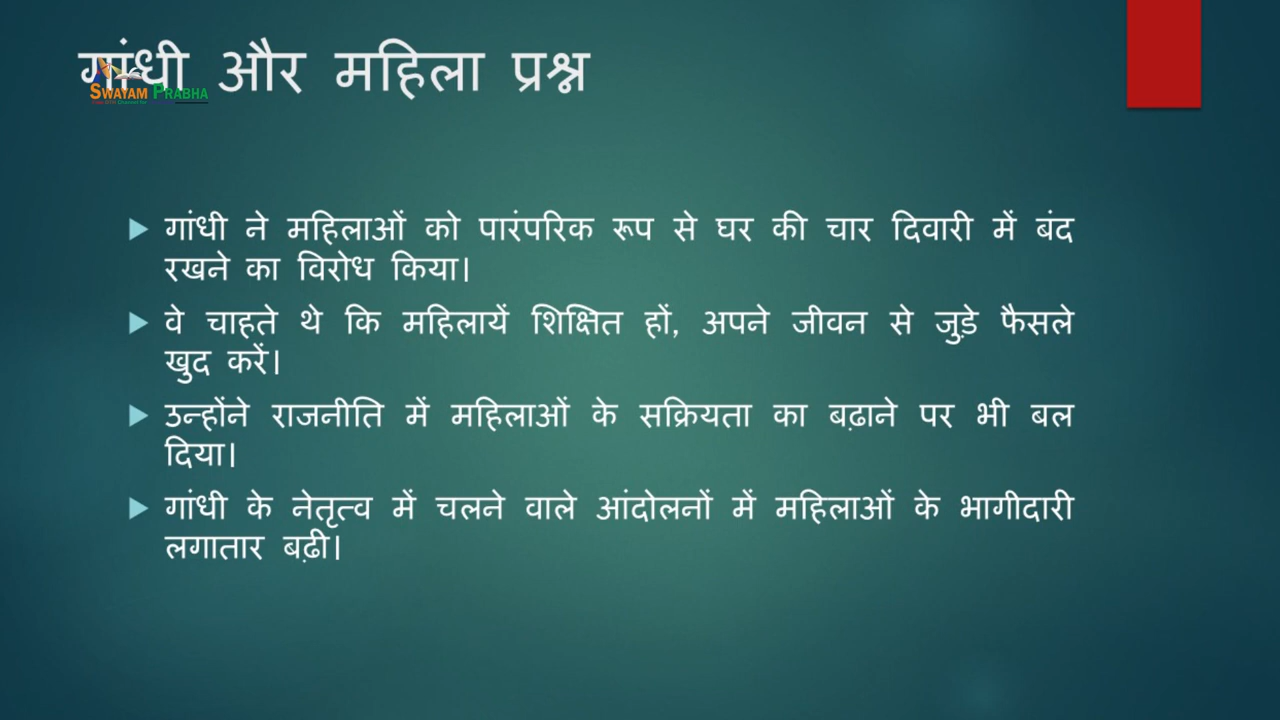 गांधी और महिला प्रश्न
SWAYAM PRABHA
गांधी ने महिलाओं को पारंपरिक रूप से घर की चार दिवारी में बंद
रखने का विरोध किया।
वे चाहते थे कि महिलायें शिक्षित हों, अपने जीवन से जुड़े फैसले
खुद करें।
उन्होंने राजनीति में महिलाओं के सक्रियता का बढ़ाने पर भी बल
दिया।
गांधी के नेतृत्व में चलने वाले आंदोलनों में महिलाओं के भागीदारी
लगातार बढ़ी।